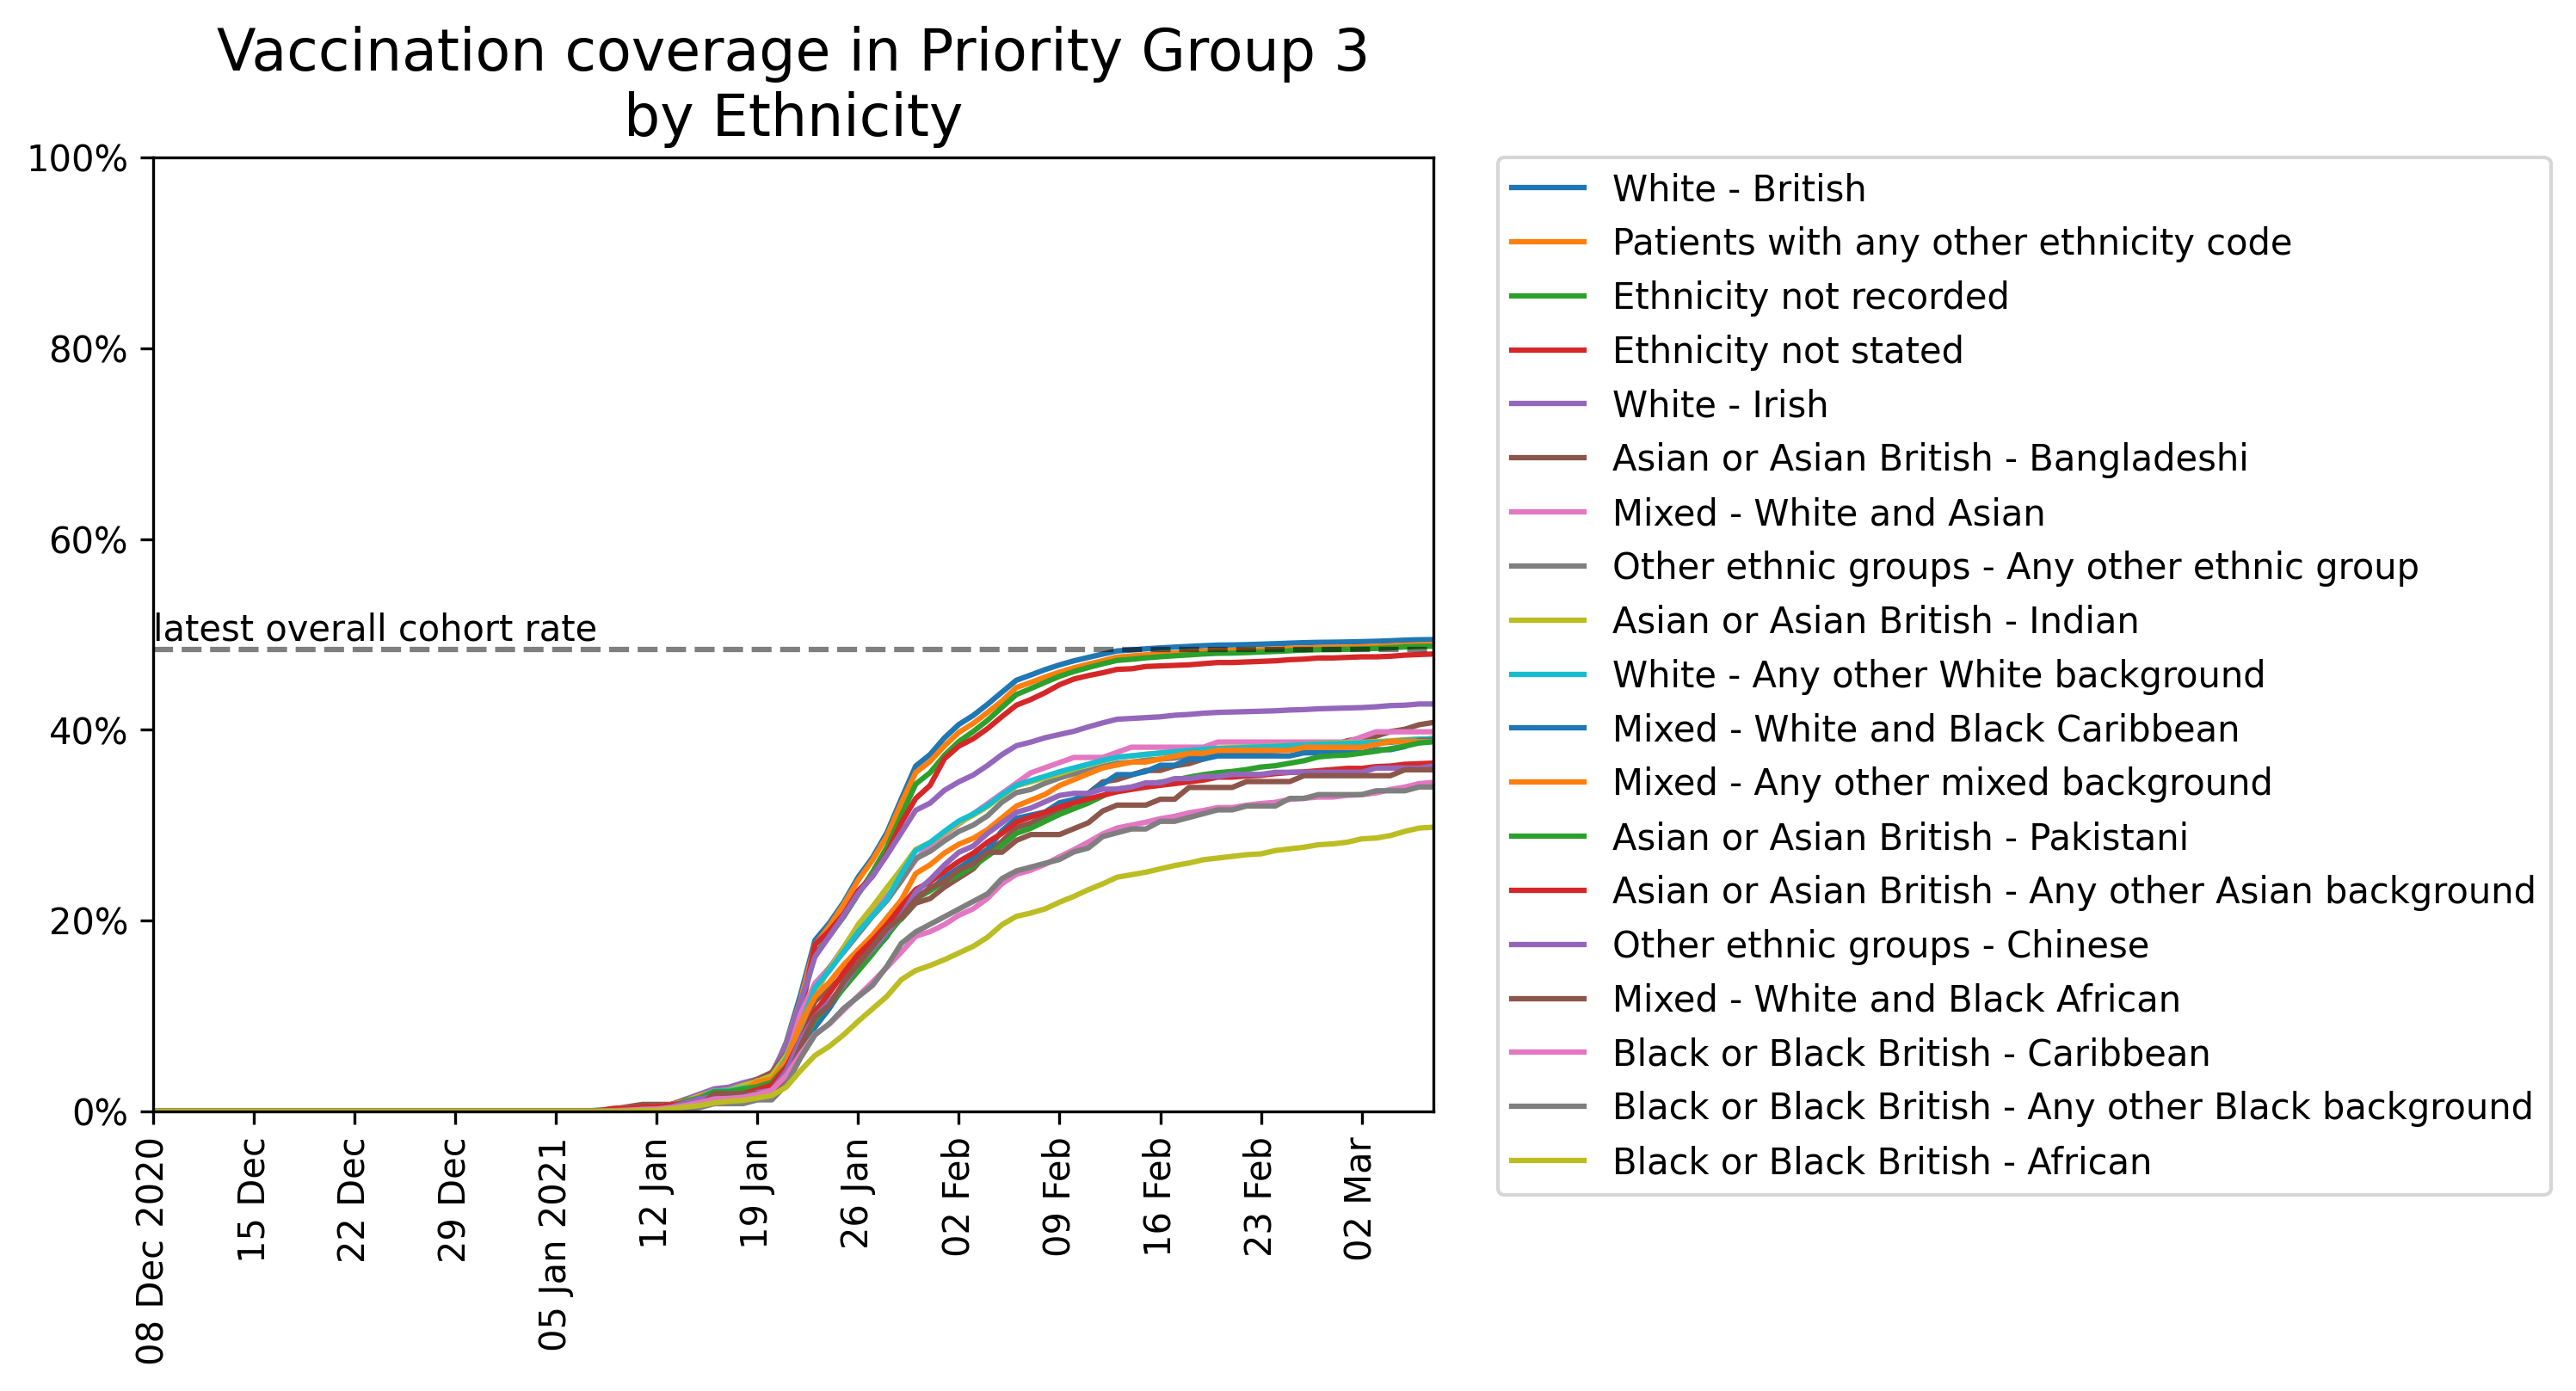 Vaccination coverage in Priority Group 3
by Ethnicity
100%
80%
60%
40%
20%
0%
latest overall cohort rate
08 Dec 2020
15 Dec
22 Dec
29 Dec
05 Jan 2021
12 Jan
19 Jan
26 Jan
02 Feb
09 Feb
16 Feb
23 Feb
02 Mar
White - British
Patients with any other ethnicity code
Ethnicity not recorded
Ethnicity not stated
White - Irish
Asian or Asian British - Bangladeshi
Mixed - White and Asian
Other ethnic groups - Any other ethnic group
Asian or Asian British - Indian
White - Any other White background
Mixed - White and Black Caribbean
Mixed - Any other mixed background
Asian or Asian British - Pakistani
Asian or Asian British - Any other Asian background
Other ethnic groups - Chinese
Mixed - White and Black African
Black or Black British - Caribbean
Black or Black British - Any other Black background
Black or Black British - African